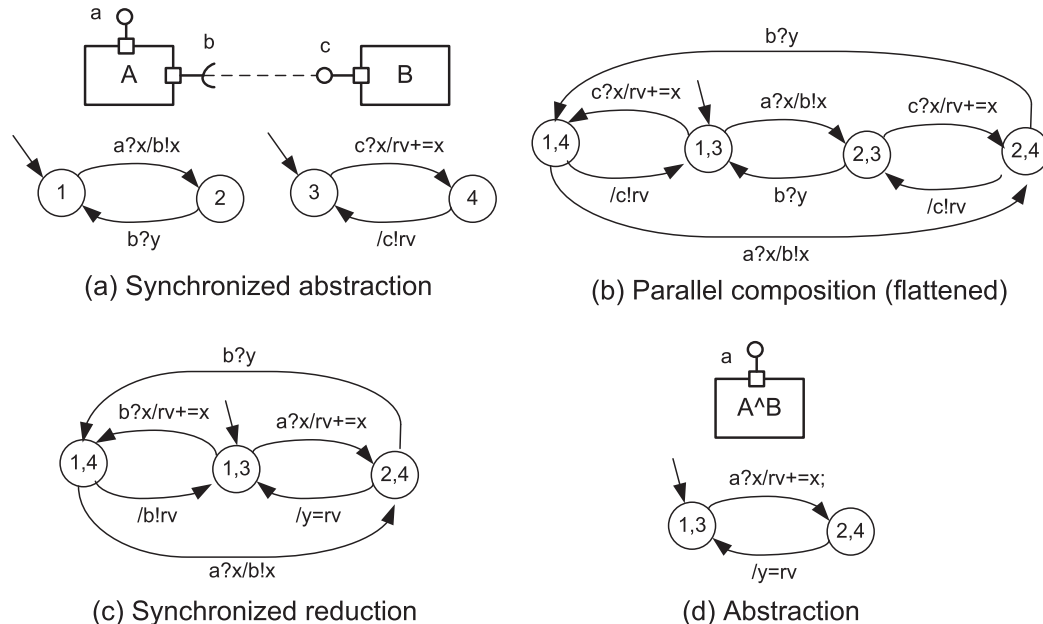 a
b
c
A
B
a?x/b!x
1
2
b?y
c?x/rv+=x
3
4
/c!rv
(a) Synchronized abstraction
b?y
c?x/rv+=x
a?x/b!x
c?x/rv+=x
1,4
1,3
2,3
2,4
/c!rv
b?y
/c!rv
a?x/b!x
(b) Parallel composition (flattened)
b?y
b?x/rv+=x
a?x/rv+=x
1,4
1,3
2,4
/b!rv
/y=rv
a?x/b!x
(c) Synchronized reduction
a
A^B
a?x/rv+=x;
1,3
2,4
/y=rv
(d) Abstraction